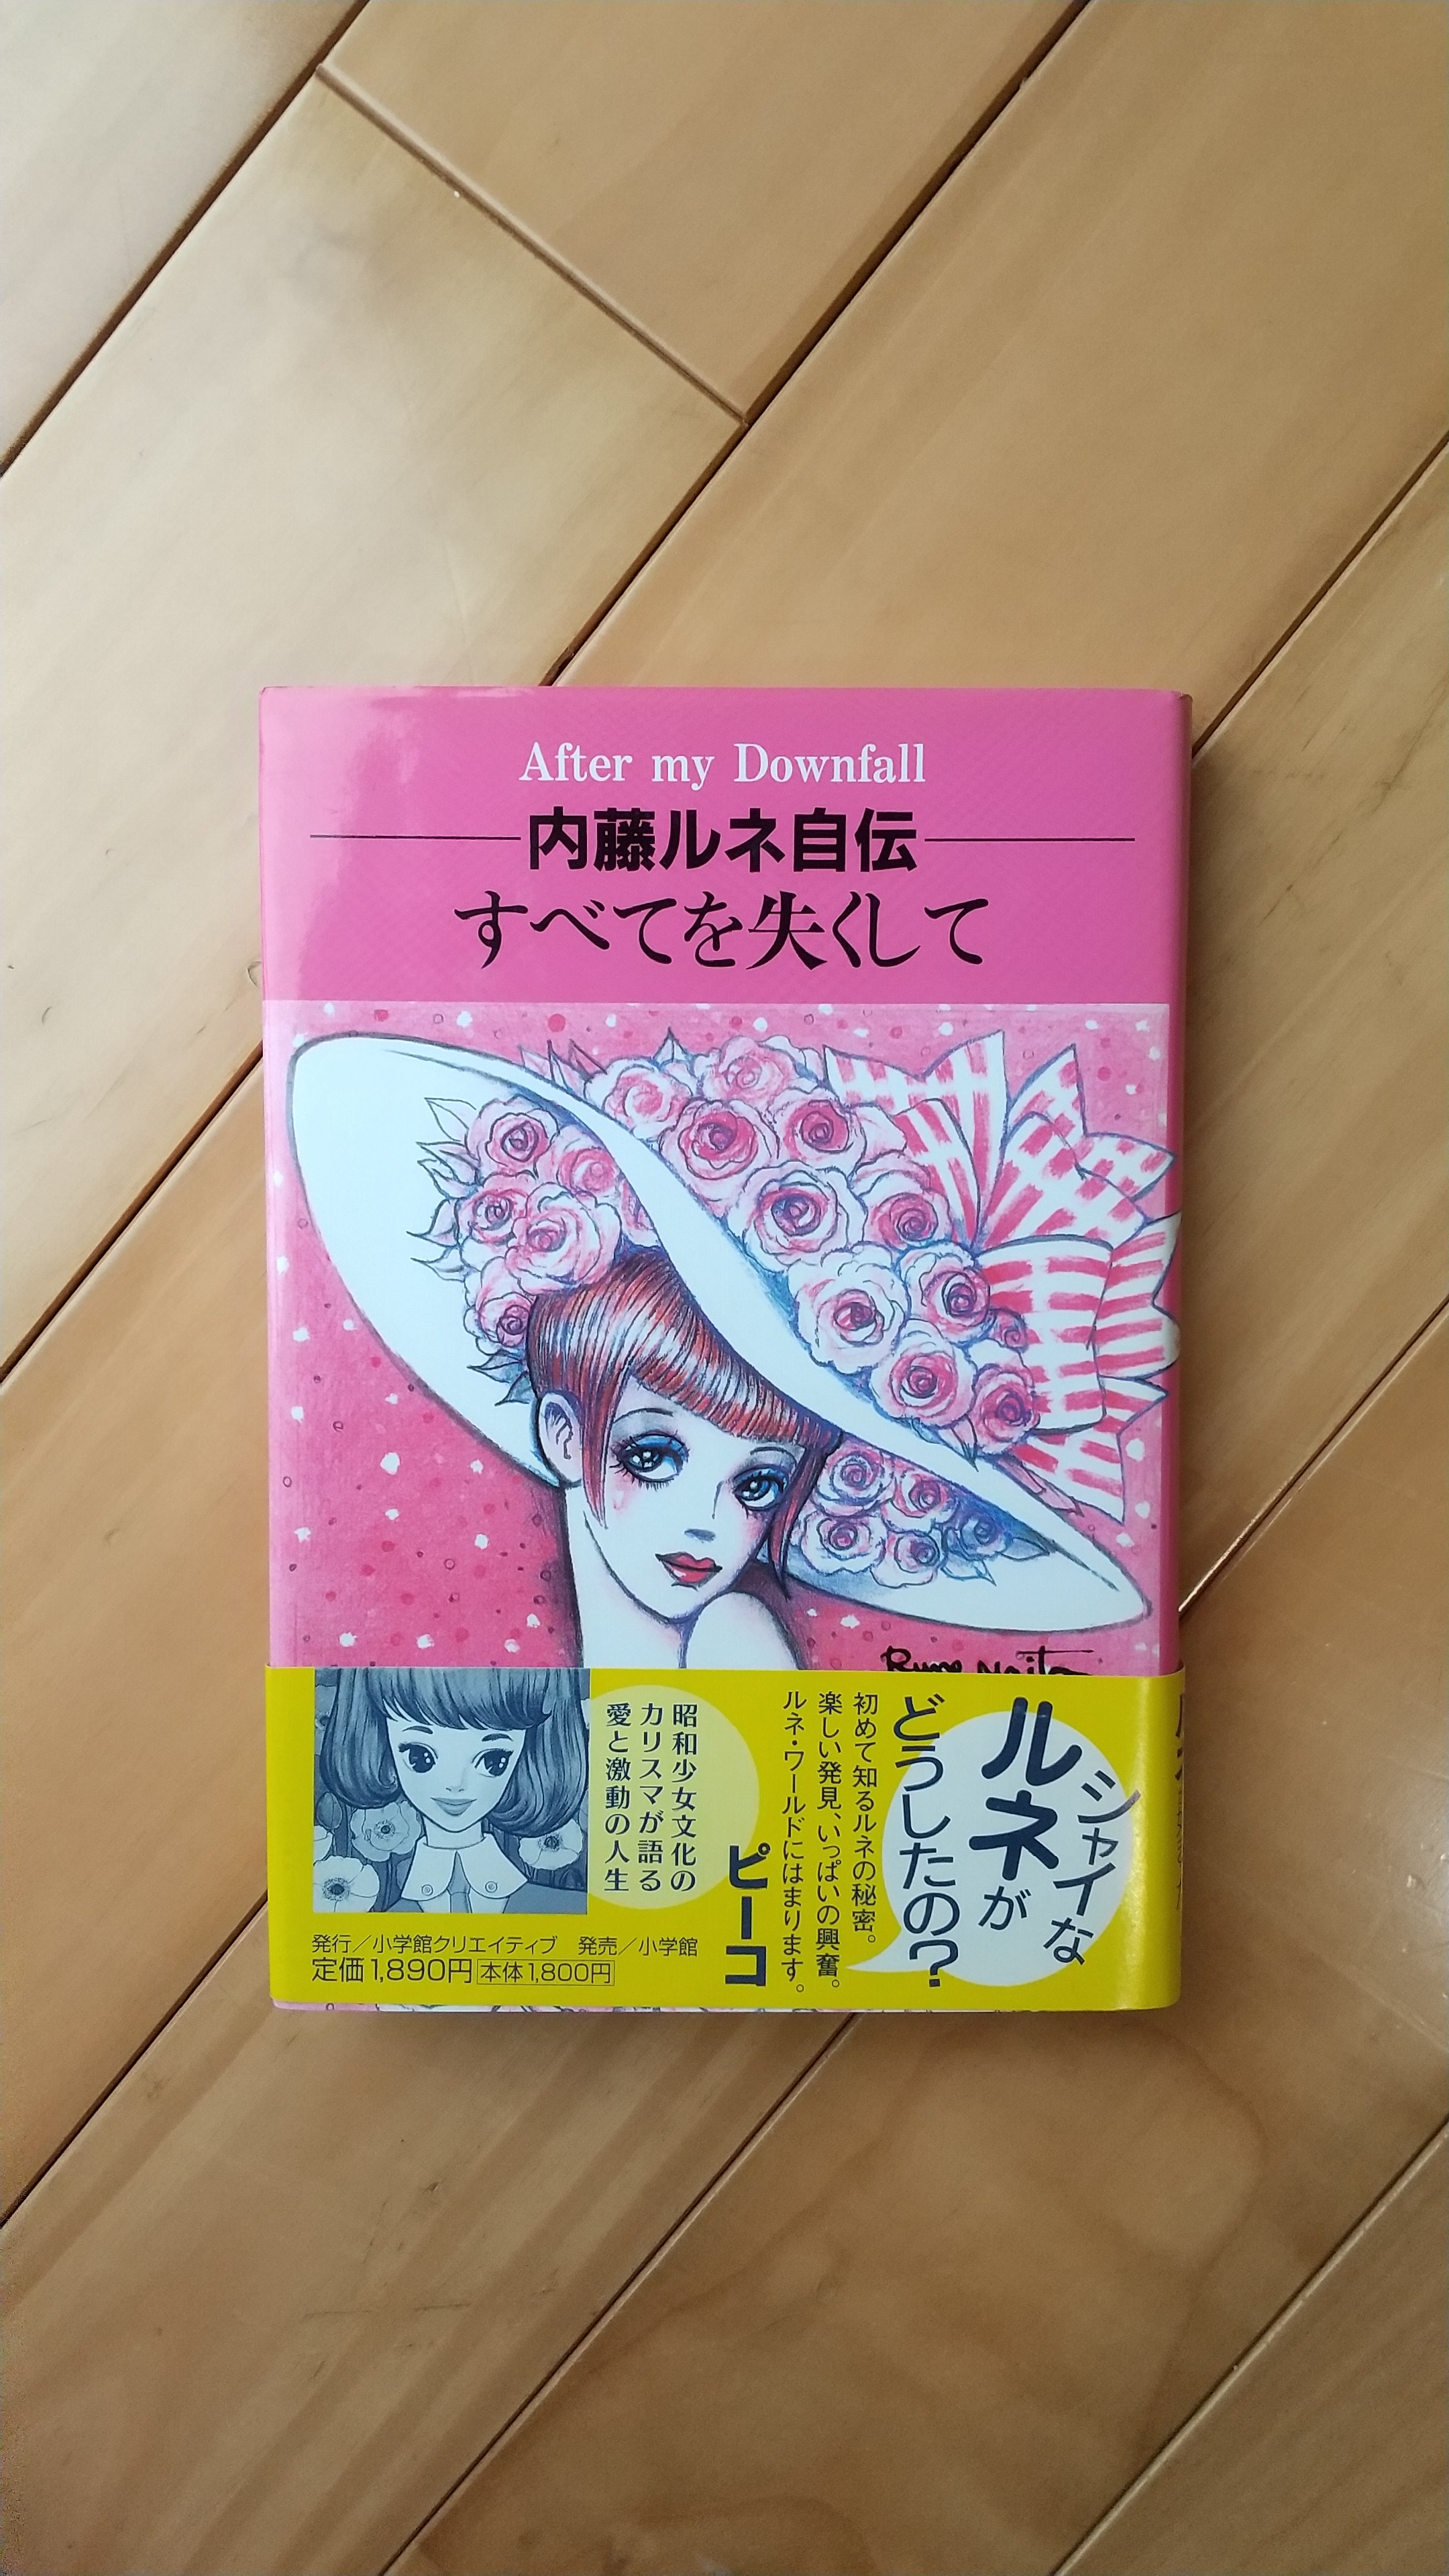 After my Downfall
内藤ルネ自伝
すべてを失くして
Rune Naito
シャイな
ルネが
どうしたの?
初めて知るルネの秘密。
楽しい発見、いっぱいの興奮。
ルネ・ワールドにはまります。
ピーコ
昭和少女文化の
カリスマが語る
愛と激動の人生
発行／小学館クリエイティブ 発売／小学館
定価1,890円 本体1,800円